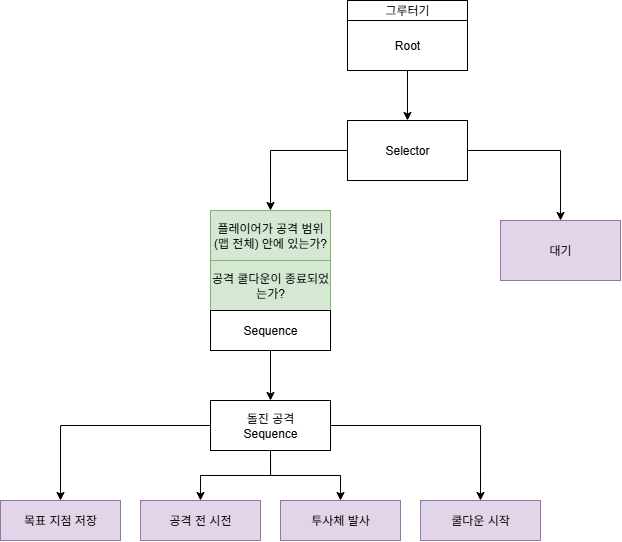 그루터기
Root
Selector
플레이어가 공격 범위
(맵 전체) 안에 있는가?
대기
공격 쿨다운이 종료되었
는가?
Sequence
돌진 공격
Sequence
목표 지점 저장
공격 전 시전
투사체 발사
쿨다운 시작